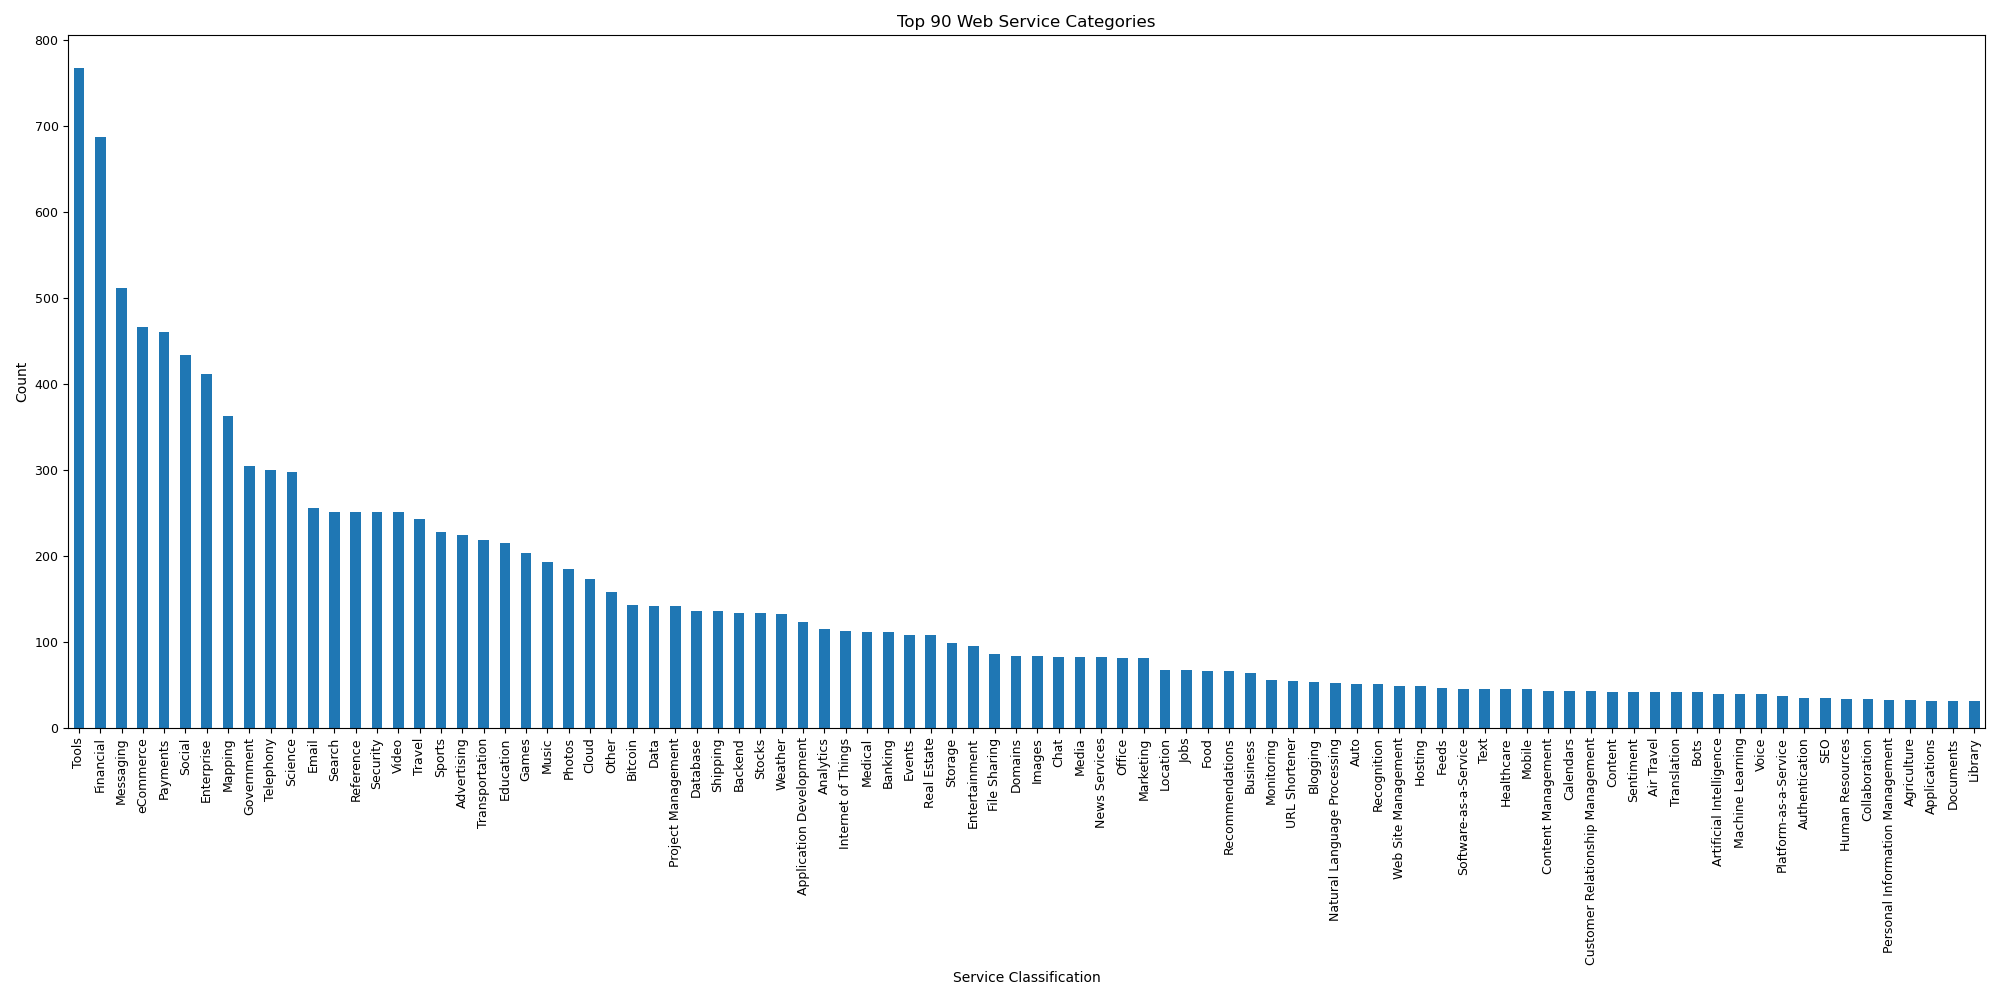 Top 90 Web Service Categories
800
700
600
500
400
300
200
100
0
Count
Tools
Financial
Messaging
eCommerce
Payments
Social
Enterprise
Mapping
Government
Telephony
Science
Email
Search
Reference
Security
Video
Travel
Sports
Advertising
Transportation
Education
Games
Music
Photos
Cloud
Other
Bitcoin
Data
Project Management
Database
Shipping
Backend
Stocks
Weather
Application Development
Analytics
Internet of Things
Medical
Banking
Events
Real Estate
Storage
Entertainment
File Sharing
Domains
Images
Chat
Media
News Services
Office
Marketing
Location
Jobs
Food
Recommendations
Business
Monitoring
URL Shortener
Blogging
Natural Language Processing
Auto
Recognition
Web Site Management
Hosting
Feeds
Software-as-a-Service
Text
Healthcare
Mobile
Content Management
Calendars
Customer Relationship Management
Content
Sentiment
Air Travel
Translation
Bots
Artificial Intelligence
Machine Learning
Voice
Platform-as-a-Service
Authentication
SEO
Human Resources
Collaboration
Personal Information Management
Agriculture
Applications
Documents
Library
Service Classification